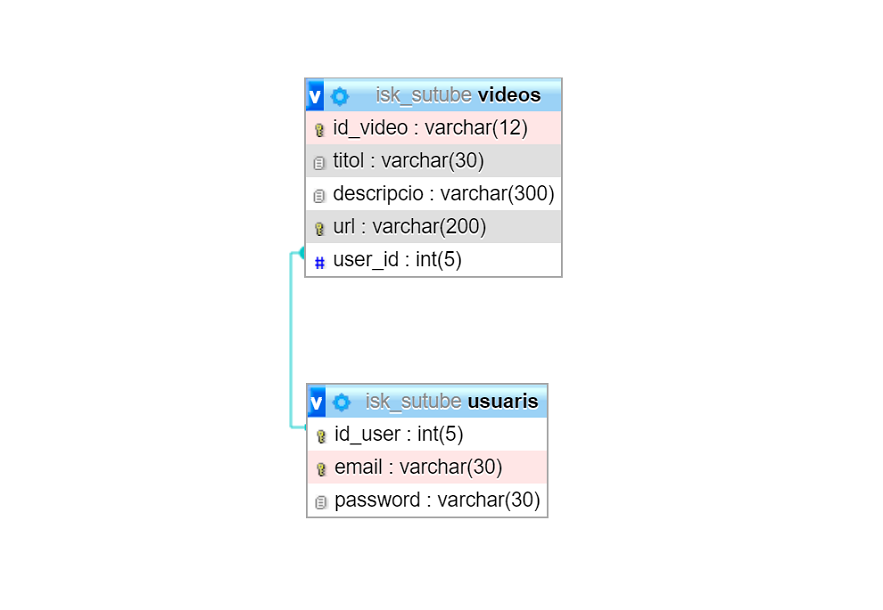 v isk_sutube videos
id_video : varchar(12)
titol : varchar(30)
descripcio : varchar(300)
url : varchar(200)
# user_id : int(5)
v isk_sutube usuaris
id_user : int(5)
email : varchar(30)
password : varchar(30)